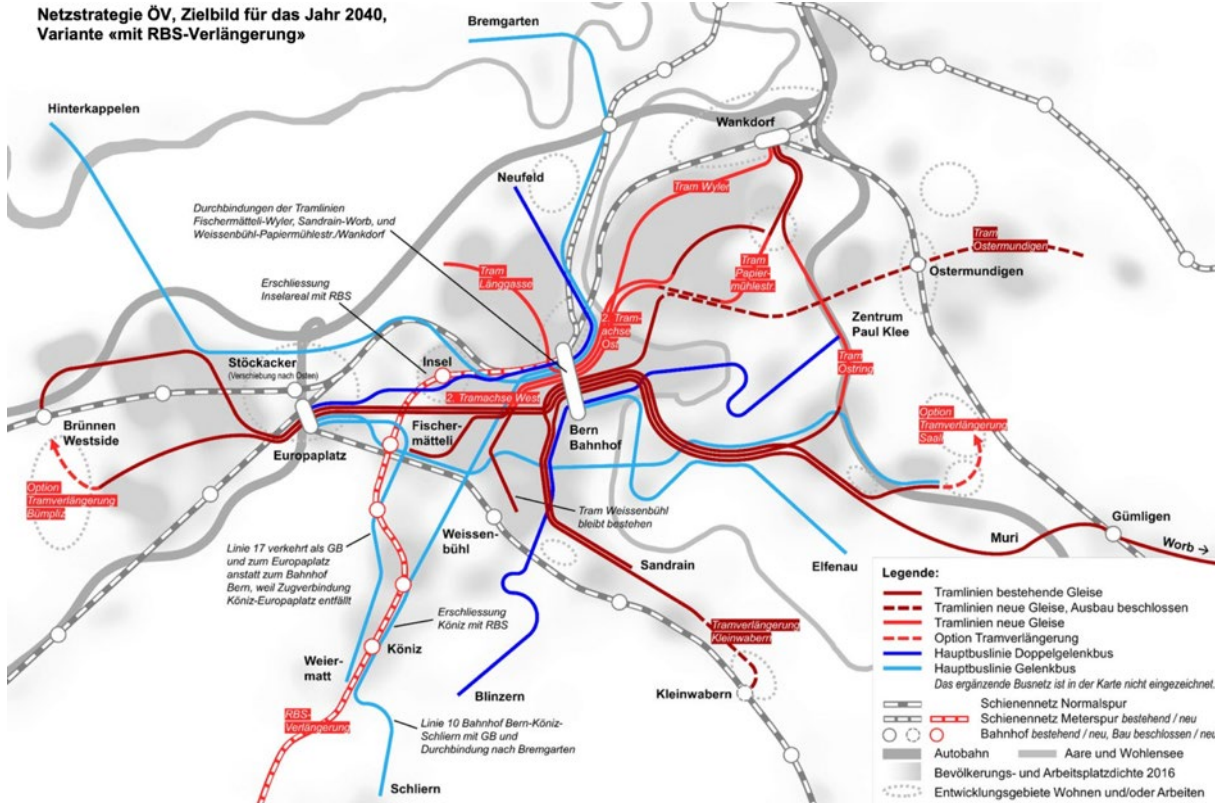 Netzstrategie ÖV, Zielbild für das Jahr 2040,
Variante «mit RBS-Verlängerung»
Bremgarten
Hinterkappelen
Wankdorf
Neufeld
Tram Wyler
Durchbindungen der Tramlinien
Fischermätteli-Wyler, Sandrain-Worb, und
Weissenbühl-Papiermühlestr./Wankdorf
Tram
Länggasse
Tram
Papier-
mühlestr.
Tram
Ostermundigen
Ostermundigen
Erschliessung
Inselareal mit RBS
2. Tram-
achse
Ost
Zentrum
Paul Klee
Stöckacker
(Verschiebung nach Osten)
Insel
Tram
Ostring
2. Tramachse West
Brünnen
Westside
Fischer-
mätteli
Bern
Bahnhof
Option
Tramverlängerung
Saali
Europaplatz
Option
Tramverlängerung
Bümpliz
Tram Weissenbühl
bleibt bestehen
Gümligen
Weissen-
bühl
Muri
Worb →
Linie 17 verkehrt als GB
und zum Europaplatz
anstatt zum Bahnhof
Bern, weil Zugverbindung
Köniz-Europaplatz entfällt
Sandrain
Elfenau
Erschliessung
Köniz mit RBS
Tramverlängerung
Kleinwabern
Köniz
Weier-
matt
Blinzern
Kleinwabern
RBS-
Verlängerung
Linie 10 Bahnhof Bern-Köniz-
Schliern mit GB und
Durchbindung nach Bremgarten
Schliern
Legende:
Tramlinien bestehende Gleise
Tramlinien neue Gleise, Ausbau beschlossen
Tramlinien neue Gleise
Option Tramverlängerung
Hauptbuslinie Doppelgelenkbus
Hauptbuslinie Gelenkbus
Das ergänzende Busnetz ist in der Karte nicht eingezeichnet.
Schienennetz Normalspur
Schienennetz Meterspur bestehend / neu
Bahnhof bestehend / neu, Bau beschlossen / neu
Autobahn
Aare und Wohlensee
Bevölkerungs- und Arbeitsplatzdichte 2016
Entwicklungsgebiete Wohnen und/oder Arbeiten